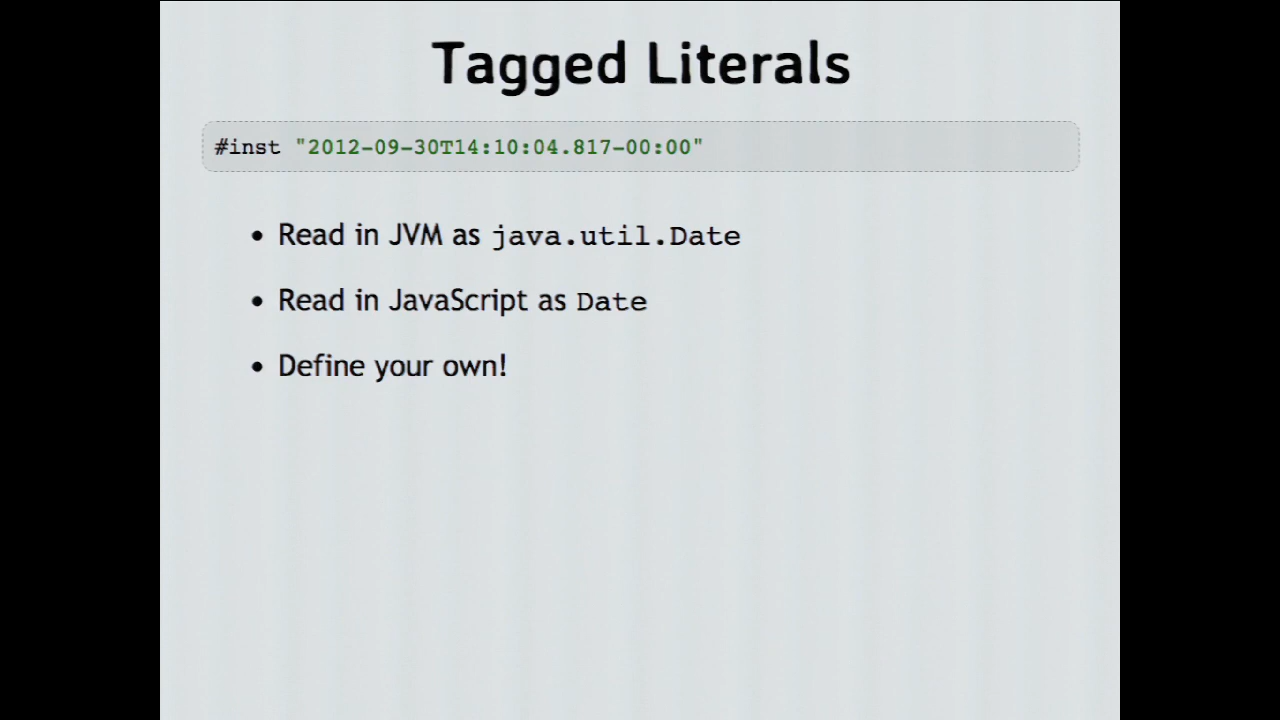 Tagged Literals
#inst "2012-09-30T14:10:04.817-00:00"
• Read in JVM as java.util.Date
• Read in JavaScript as Date
• Define your own!